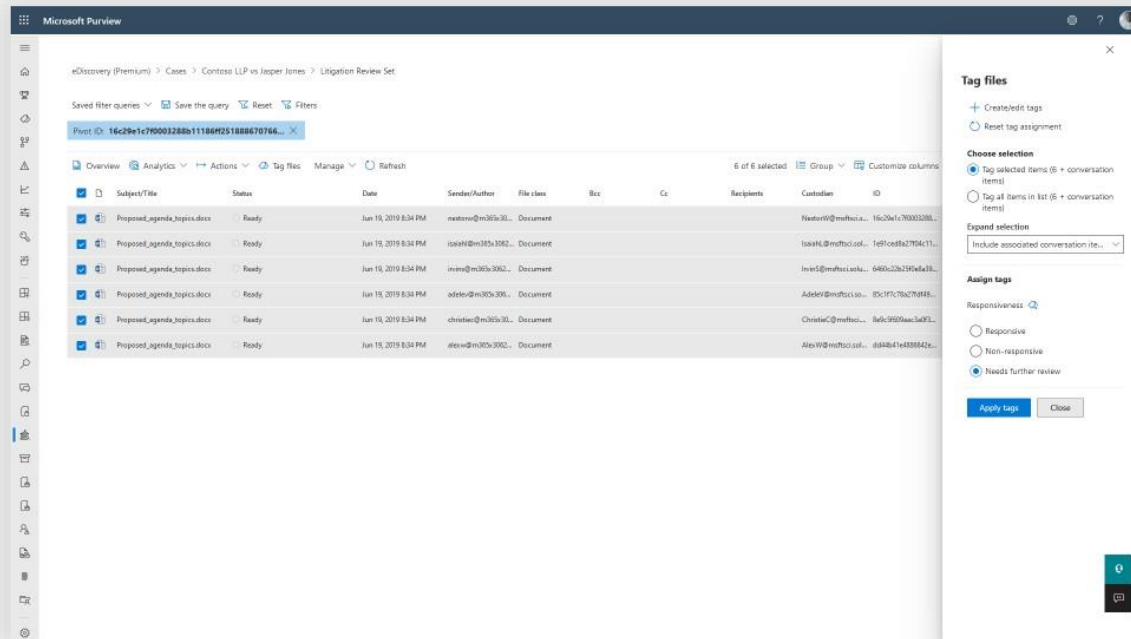 Microsoft Purview
?
eDiscovery (Premium) > Cases > Contoso LLP vs Jasper Jones > Litigation Review Set
Saved filter queries Save the query Reset Filters
Pivot ID: 16c29e1c7f0003288b11186ff251888670766...
Overview Analytics Actions Tag files Manage Refresh 6 of 6 selected Group Customize columns
Subject/Title Status Date Sender/Author File class Bcc Cc Recipients Custodian ID
Proposed_agenda_topics.docx Ready Jun 19, 2019 8:34 PM Document
Proposed_agenda_topics.docx Ready Jun 19, 2019 8:34 PM Document
Proposed_agenda_topics.docx Ready Jun 19, 2019 8:34 PM Document
Proposed_agenda_topics.docx Ready Jun 19, 2019 8:34 PM Document
Proposed_agenda_topics.docx Ready Jun 19, 2019 8:34 PM Document
Proposed_agenda_topics.docx Ready Jun 19, 2019 8:34 PM Document
Tag files
Create/edit tags
Reset tag assignment
Choose selection
Tag selected items (6 + conversation
items)
Tag all items in list (6 + conversation
items)
Expand selection
Include associated conversation ite...
Assign tags
Responsiveness
Responsive
Non-responsive
Needs further review
Apply tags Close